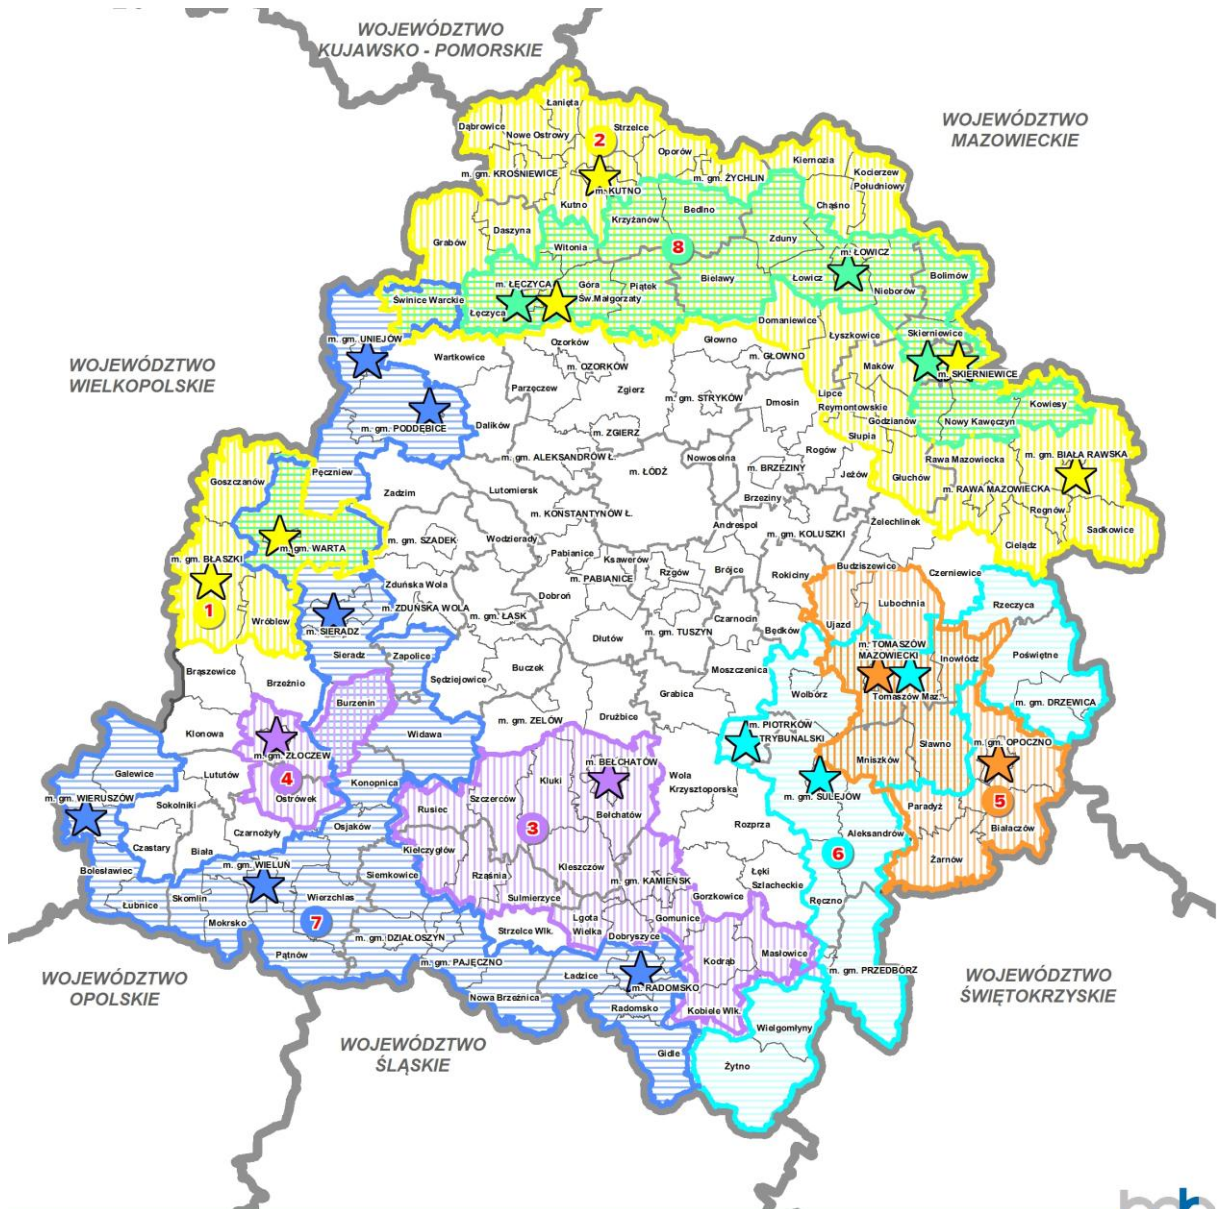 WOJEWÓDZTWO
KUJAWSKO - POMORSKIE
WOJEWÓDZTWO
MAZOWIECKIE
Łanięta
Dąbrowice
Nowe Ostrowy
Strzelce
2
Oporów
Kiernozia
Kocierzew
Południowy
m. gm. KROŚNIEWICE
m. gm. ŻYCHLIN
m. KUTNO
Kutno
Bedlno
Chąśno
Krzyżanów
Daszyna
Grabów
Witonia
8
Zduny
m. ŁOWICZ
m. ŁĘCZYCA
Góra
Św.Małgorzaty
Piątek
Bielawy
Łowicz
Nieborów
Bolimów
Świnice Warckie
Łęczyca
Domaniewice
Łyszkowice
Skierniewice
m. gm. UNIEJÓW
Wartkowice
Ozorków
m. OZORKÓW
Głowno
m. GŁOWNO
Maków
m. SKIERNIEWICE
WOJEWÓDZTWO
WIELKOPOLSKIE
Parzęczew
Zgierz
m. gm. STRYKÓW
Dmosin
Lipce
Reymontowskie
Godzianów
Nowy Kawęczyn
Kowiesy
m. gm. PODDĘBICE
Dalików
m. ZGIERZ
Słupia
m. gm. ALEKSANDRÓW Ł.
Nowosolna
Rogów
Rawa Mazowiecka
m. gm. BIAŁA RAWSKA
Pęczniew
m. ŁÓDŹ
m. BRZEZINY
Jeżów
Głuchów
Goszczanów
Zadzim
Lutomiersk
Brzeziny
m. RAWA MAZOWIECKA
Regnów
Sadkowice
m. KONSTANTYNÓW Ł.
Andrespol
m. gm. KOLUSZKI
Żelechlinek
Cielądz
m. gm. WARTA
m. gm. SZADEK
Wodzierady
Pabianice
Ksawerów
m. gm. BŁASZKI
Rzgów
Brójce
Rokiciny
Budziszewice
Czerniewice
1
Zduńska Wola
m. ZDUŃSKA WOLA
m. PABIANICE
Dobroń
Wróblew
m. SIERADZ
m. gm. ŁASK
Lubochnia
Rzeczyca
Czarnocin
m. gm. TUSZYN
Będków
Ujazd
Dłutów
m. TOMASZÓW
MAZOWIECKI
Inowłódz
Poświętne
Sieradz
Zapolice
Sędziejowice
Buczek
Moszczenica
Brąszewice
Brzeźnio
Grabica
Wolbórz
Tomaszów Maz.
m. gm. DRZEWICA
Burzenin
m. gm. ZELÓW
Drużbice
m. PIOTRKÓW
TRYBUNALSKI
Klonowa
Widawa
m. gm. ZŁOCZEW
Sławno
m. gm. OPOCZNO
Mniszków
m. BEŁCHATÓW
Galewice
Lututów
4
Konopnica
Kluki
Wola
Krzysztoporska
m. gm. SULEJÓW
m. gm. WIERUSZÓW
Ostrówek
Szczerców
Sokolniki
Rusiec
Bełchatów
Paradyż
5
Czarnożyły
Osjaków
3
Rozprza
Aleksandrów
Białaczów
Czastary
Biała
Kiełczygłów
6
Żarnów
m. gm. WIELUŃ
Siemkowice
Rząśnia
Kleszczów
m. gm. KAMIEŃSK
Łęki
Szlacheckie
Bolesławiec
Skomlin
Wierzchlas
Sulmierzyce
Gorzkowice
Ręczno
Łubnice
Mokrsko
7
Lgota
Wielka
Gomunice
Strzelce Wlk.
Dobryszyce
m. gm. DZIAŁOSZYN
Pątnów
m. gm. PAJĘCZNO
Kodrąb
Masłowice
Ładzice
m. gm. PRZEDBÓRZ
m. RADOMSKO
WOJEWÓDZTWO
OPOLSKIE
WOJEWÓDZTWO
ŚWIĘTOKRZYSKIE
Nowa Brzeźnica
Radomsko
Kobiele Wlk.
Wielgomłyny
WOJEWÓDZTWO
ŚLĄSKIE
Gidle
Żytno